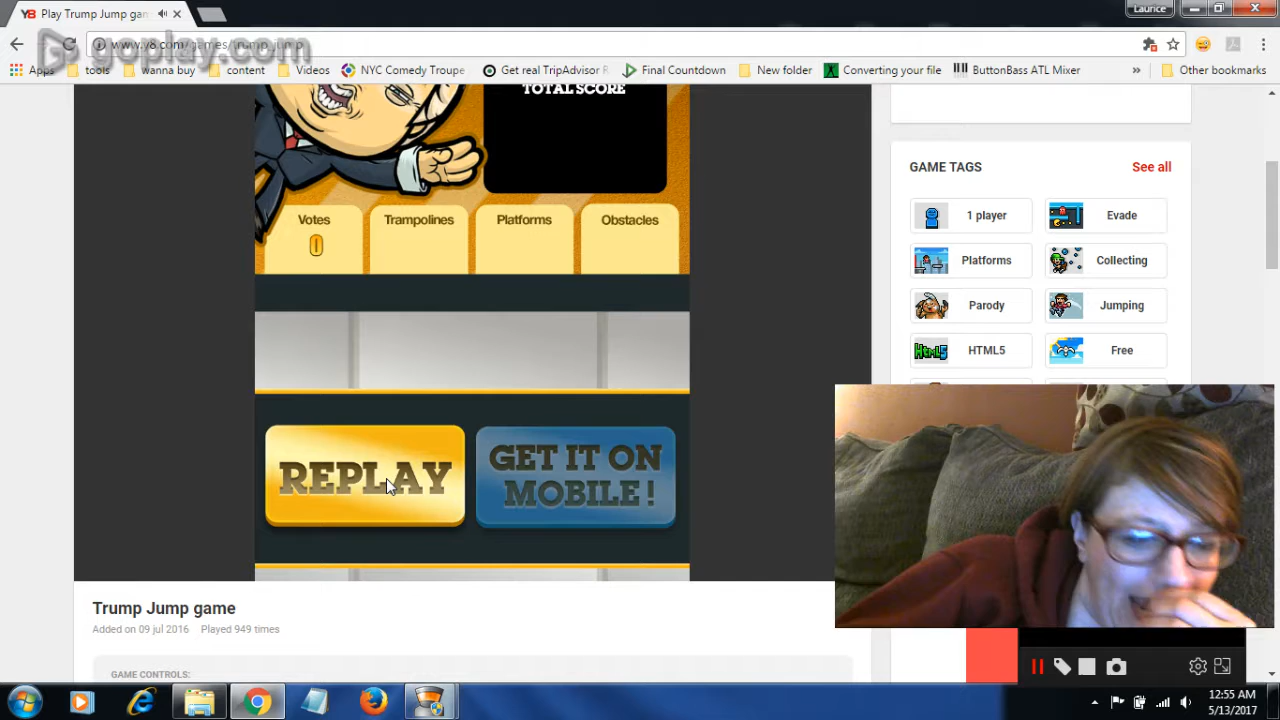 Y8 Play Trump Jump gam
Laurice
www.y8.com/games/trump_jump
goplay.com
Apps
tools
wanna buy
content
Videos
NYC Comedy Troupe
Get real TripAdvisor R
Final Countdown
New folder
Converting your file
ButtonBass ATL Mixer
»
Other bookmarks
TOTAL SCORE
Votes
Trampolines
Platforms
Obstacles
0
REPLAY
GET IT ON
MOBILE !
Trump Jump game
Added on 09 jul 2016 Played 949 times
GAME CONTROLS:
GAME TAGS
See all
1 player
Evade
Platforms
Collecting
Parody
Jumping
HTML5
HTML5
Free
12:55 AM
5/13/2017